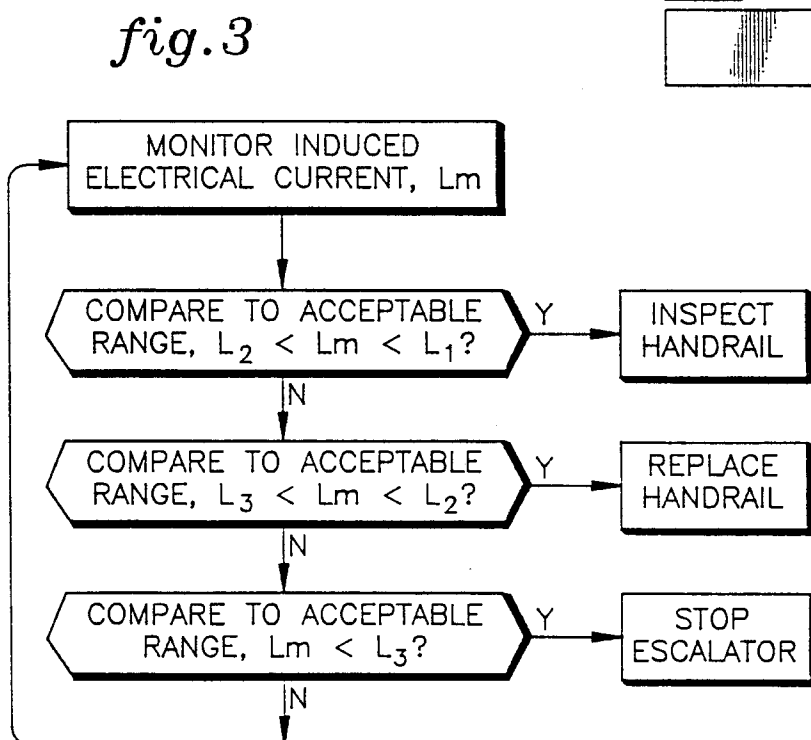 fig.3
MONITOR INDUCED
ELECTRICAL CURRENT, Lm
COMPARE TO ACCEPTABLE
RANGE, L₂ < Lm < L₁?
Y
INSPECT
HANDRAIL
N
COMPARE TO ACCEPTABLE
RANGE, L₃ < Lm < L₂?
Y
REPLACE
HANDRAIL
N
COMPARE TO ACCEPTABLE
RANGE, Lm < L₃?
Y
STOP
ESCALATOR
N